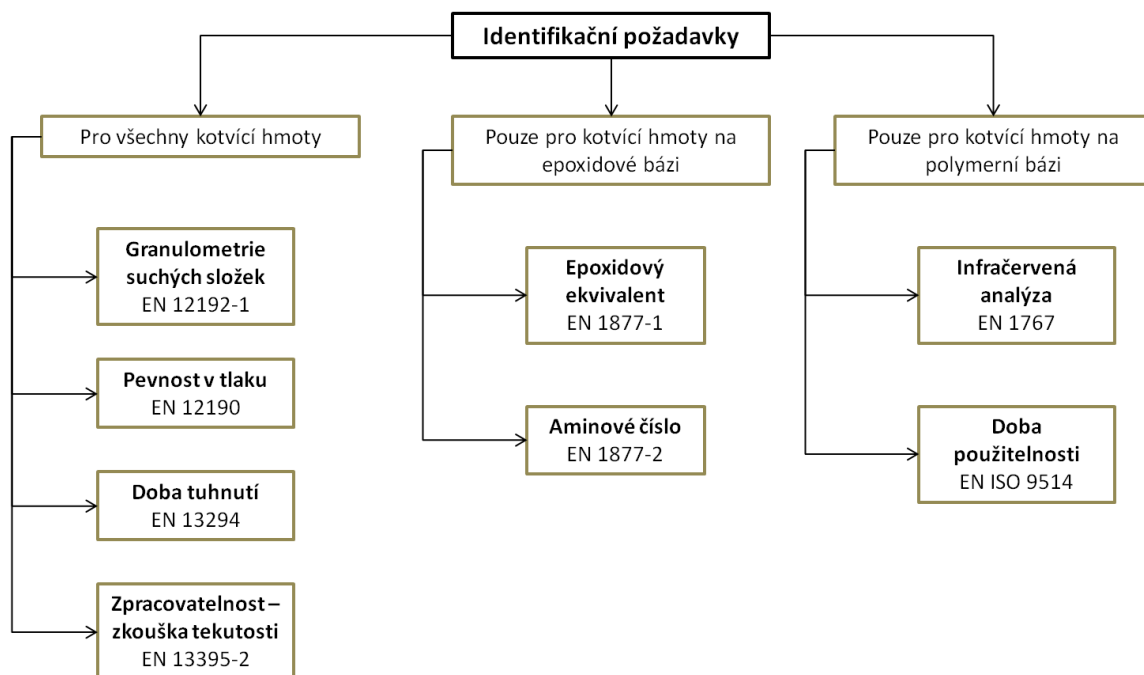 Identifikační požadavky
Pro všechny kotvící hmoty
Granulometrie
suchých složek
EN 12192-1
Pevnost v tlaku
EN 12190
Doba tuhnutí
EN 13294
Zpracovatelnost –
zkouška tekutosti
EN 13395-2
Pouze pro kotvící hmoty na
epoxidové bázi
Epoxidový
ekvivalent
EN 1877-1
Aminové číslo
EN 1877-2
Pouze pro kotvící hmoty na
polymerní bázi
Infračervená
analýza
EN 1767
Doba
použitelnosti
EN ISO 9514